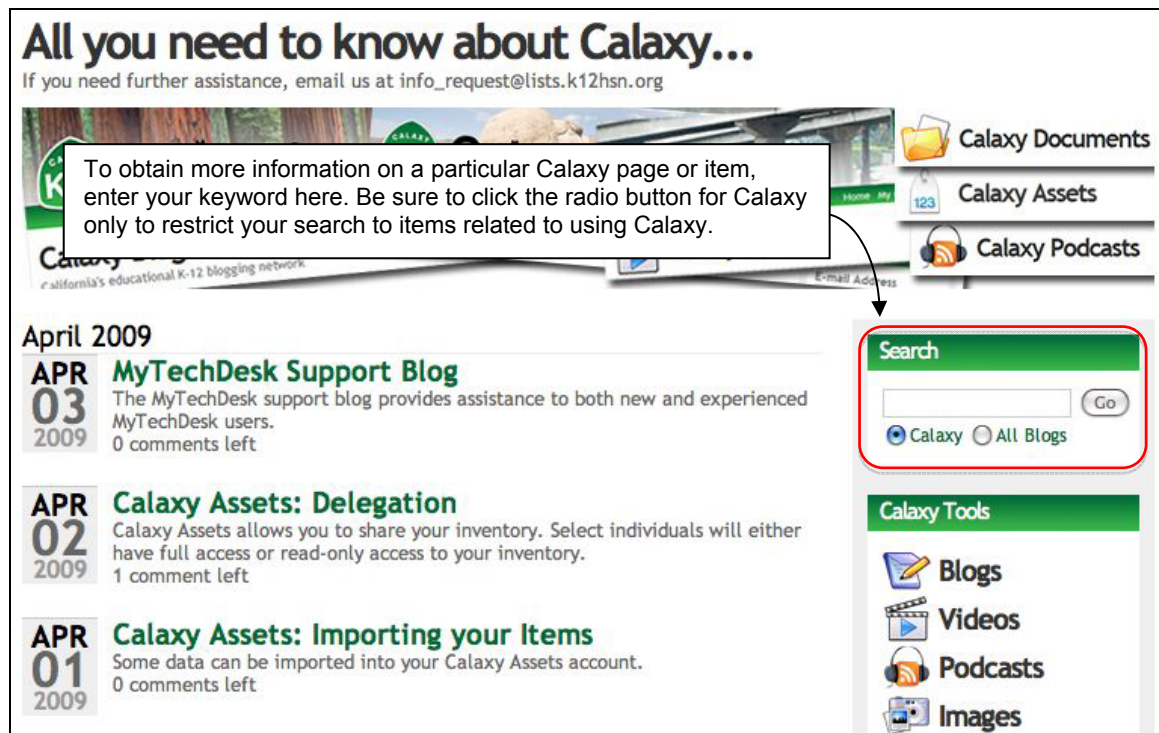 All you need to know about Calaxy...
If you need further assistance, email us at info_request@lists.k12hsn.org
CALAXY
K
To obtain more information on a particular Calaxy page or item,
enter your keyword here. Be sure to click the radio button for Calaxy
only to restrict your search to items related to using Calaxy.
Home My
California's educational K-12 blogging network
E-mail Address
Calaxy Documents
123
Calaxy Assets
Calaxy Podcasts
April 2009
APR
03
2009
MyTechDesk Support Blog
The MyTechDesk support blog provides assistance to both new and experienced
MyTechDesk users.
0 comments left
APR
02
2009
Calaxy Assets: Delegation
Calaxy Assets allows you to share your inventory. Select individuals will either
have full access or read-only access to your inventory.
1 comment left
APR
01
2009
Calaxy Assets: Importing your Items
Some data can be imported into your Calaxy Assets account.
0 comments left
Search
Go
Calaxy All Blogs
Calaxy Tools
Blogs
Videos
Podcasts
Images